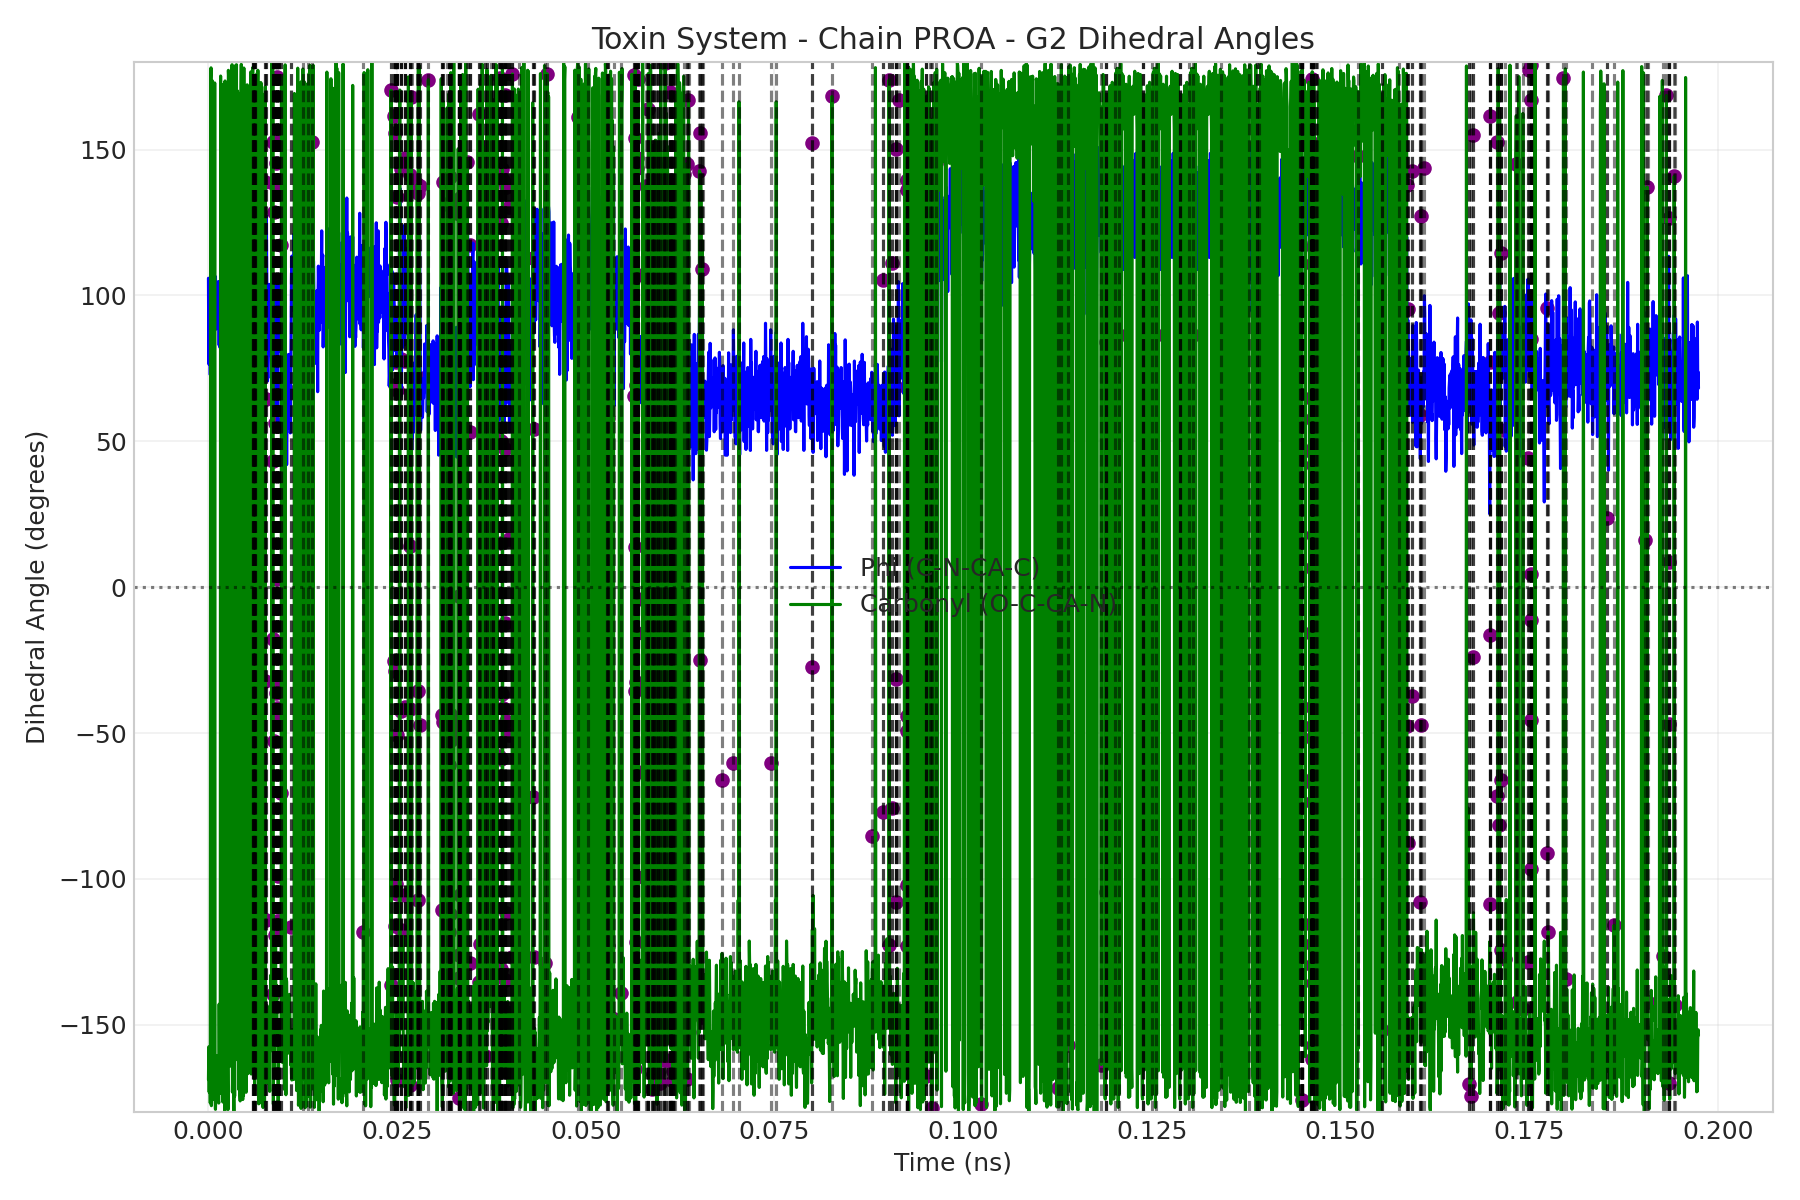 Toxin System - Chain PROA - G2 Dihedral Angles
Dihedral Angle (degrees)
150
100
50
0
−50
−100
−150
Phi (C-N-CA-C)
Carbonyl (O-C-CA-N)
0.000 0.025 0.050 0.075 0.100 0.125 0.150 0.175 0.200
Time (ns)